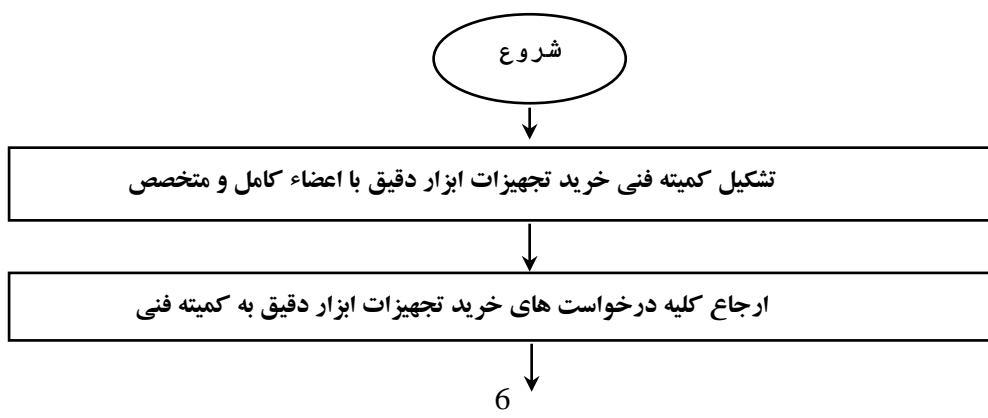 شروع
تشکیل کمیته فنی خرید تجهیزات ابزار دقیق با اعضاء کامل و متخصص
ارجاع کلیه درخواست های خرید تجهیزات ابزار دقیق به کمیته فنی
6